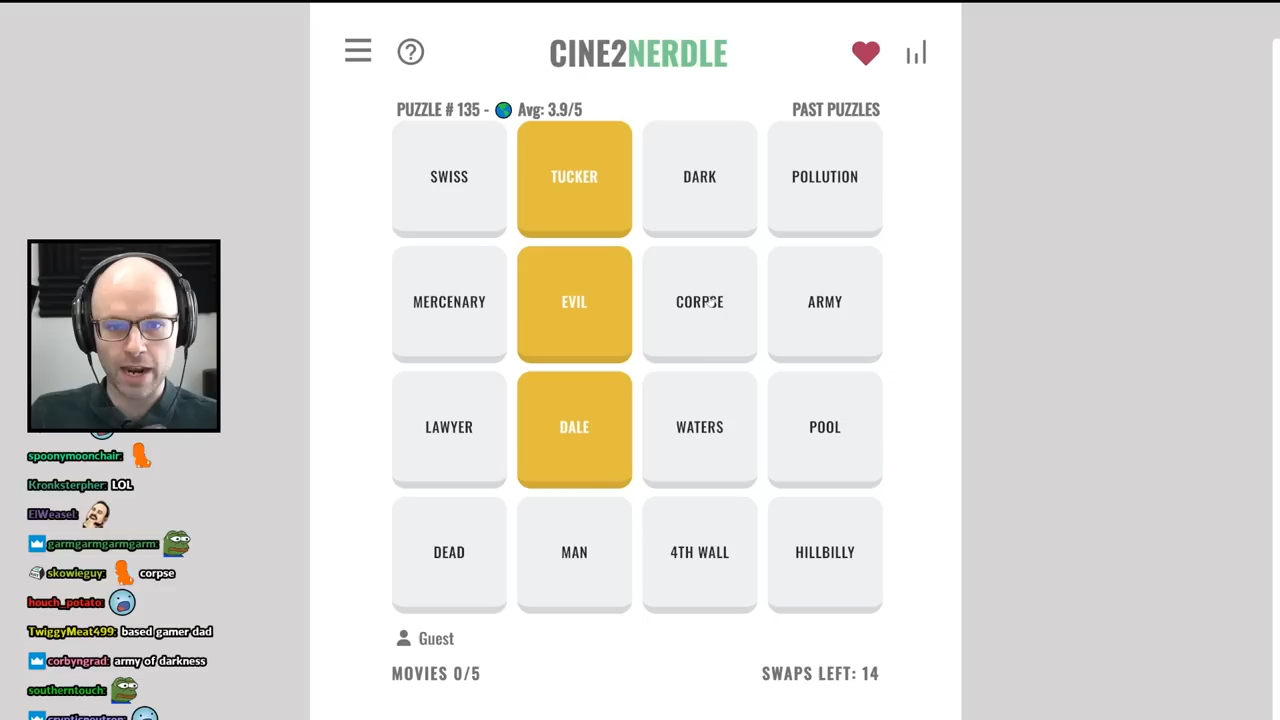 CINE2NERDLE
PUZZLE # 135 - Avg: 3.9/5
PAST PUZZLES
SWISS
TUCKER
DARK
POLLUTION
MERCENARY
EVIL
CORPSE
ARMY
LAWYER
DALE
WATERS
POOL
DEAD
MAN
4TH WALL
HILLBILLY
Guest
MOVIES 0/5
SWAPS LEFT: 14
spoonymoonchair:
Kronksterpher: LOL
ElWeasel:
garmgarmgarmgarm:
skowieguy: corpse
houch_potato:
TwiggyMeat499: based gamer dad
corbyngrad: army of darkness
southerntouch:
crypticneutron: